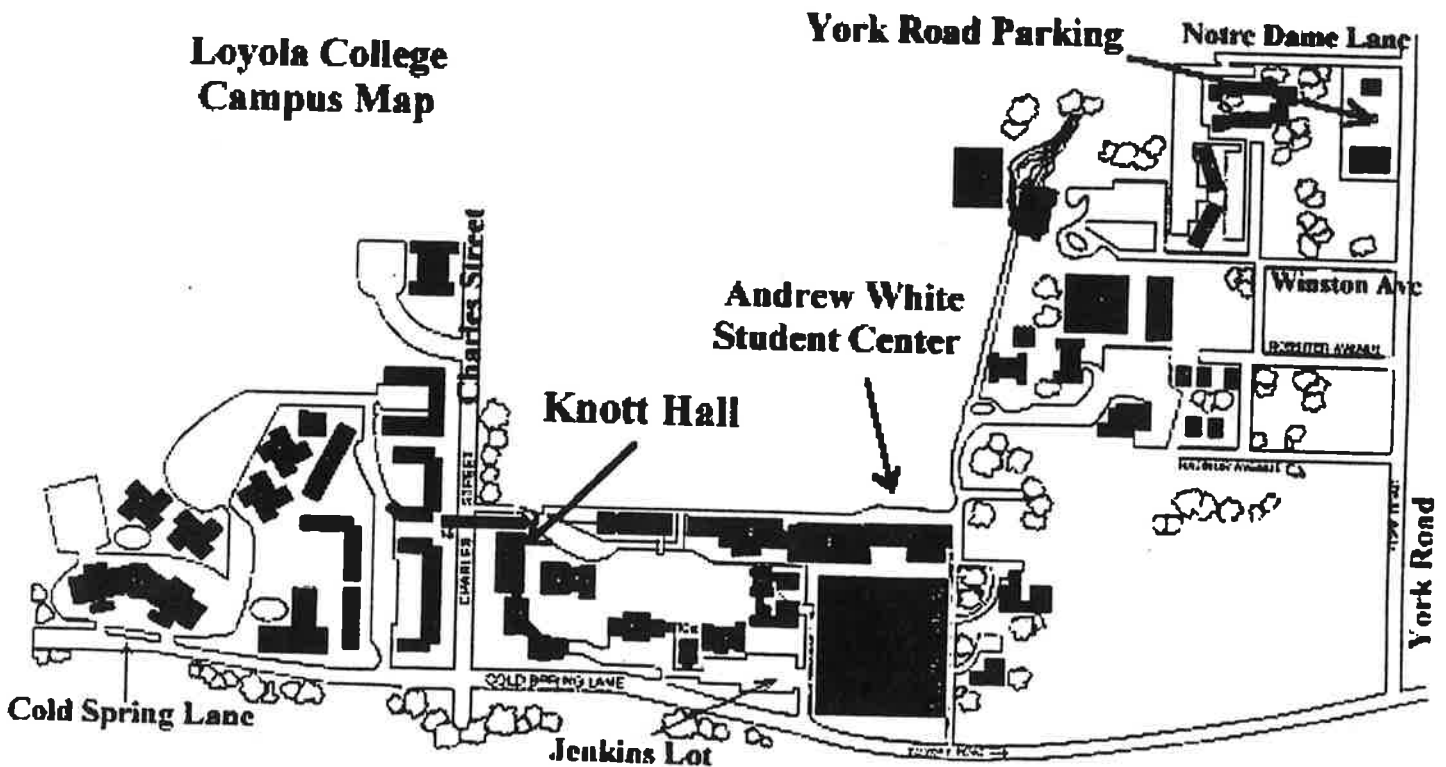 York Road Parking
Notre Dame Lane
Loyola College
Campus Map
Charles Street
Winston Ave
Andrew White
Student Center
Knott Hall
STREET
CHARLES
York Road
COLD SPRING LANE
Cold Spring Lane
Jenkins Lot